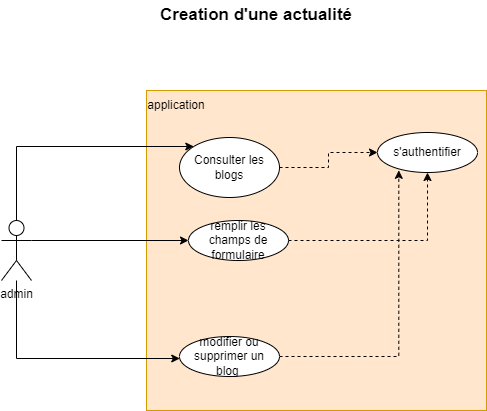 Creation d'une actualité
application
Consulter les
blogs
s'authentifier
remplir les
champs de
formulaire
admin
modifier ou
supprimer un
blog